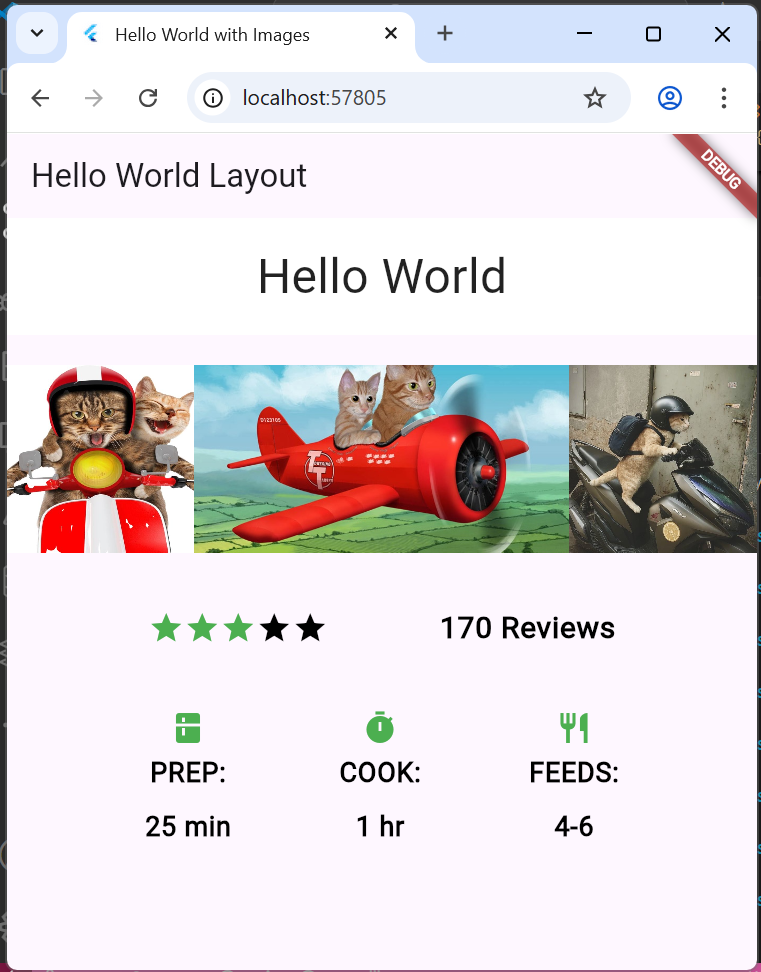 Hello World with Images
localhost:57805
Hello World Layout
DEBUG
Hello World
170 Reviews
PREP: COOK: FEEDS:
25 min 1 hr 4-6